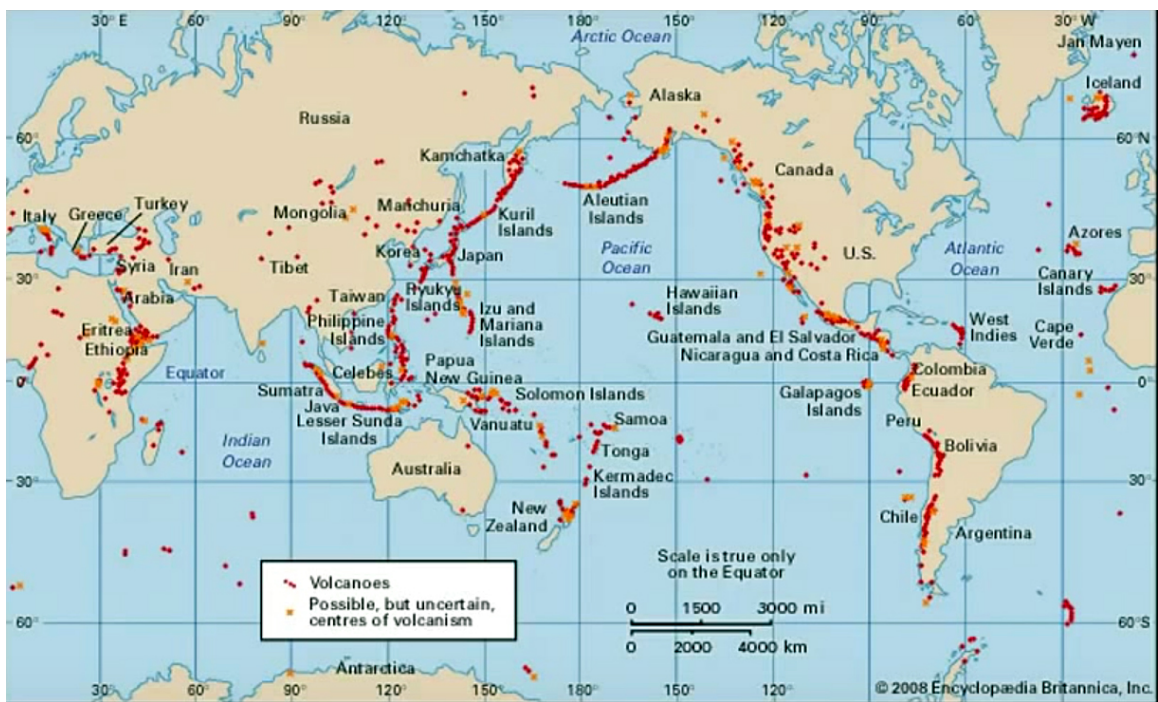 30° E
60°
90°
120°
150°
180°
150°
120°
90°
60°
30° W
Arctic Ocean
Jan Mayen
Iceland
Alaska
Russia
60°
60° N
Kamchatka
Canada
Aleutian
Islands
Turkey
Greece
Italy
Mongolia
Manchuria
Kuril
Islands
Azores
Korea
Japan
Pacific
Ocean
U.S.
Atlantic
Ocean
Syria
Iran
Tibet
Canary
Islands
30°
30°
Arabia
Taiwan
Ryukyu
Islands
Hawaiian
Islands
Izu and
Mariana
Islands
Philippine
Islands
West
Indies
Cape
Verde
Eritrea
Ethiopia
Guatemala and El Salvador
Nicaragua and Costa Rica
Papua
New Guinea
Celebes
Equator
Colombia
Ecuador
0°
0°
Sumatra
Java
Lesser Sunda
Islands
Solomon Islands
Galapagos
Islands
Vanuatu
Samoa
Peru
Bolivia
Indian
Ocean
Tonga
Australia
Kermadec
Islands
30°
30°
New
Zealand
Chile
Argentina
Scale is true only
on the Equator
Volcanoes
Possible, but uncertain,
centres of volcanism
0 1500 3000 mi
0 2000 4000 km
60°
60°S
Antarctica
30°
60°
90°
120°
150°
180°
150°
120°
© 2008 Encyclopædia Britannica, Inc.